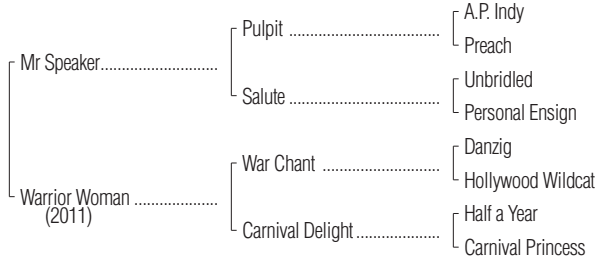 A.P. Indy
Pulpit
Preach
Mr Speaker
Unbridled
Salute
Personal Ensign
Danzig
War Chant
Hollywood Wildcat
Warrior Woman
(2011)
Half a Year
Carnival Delight
Carnival Princess